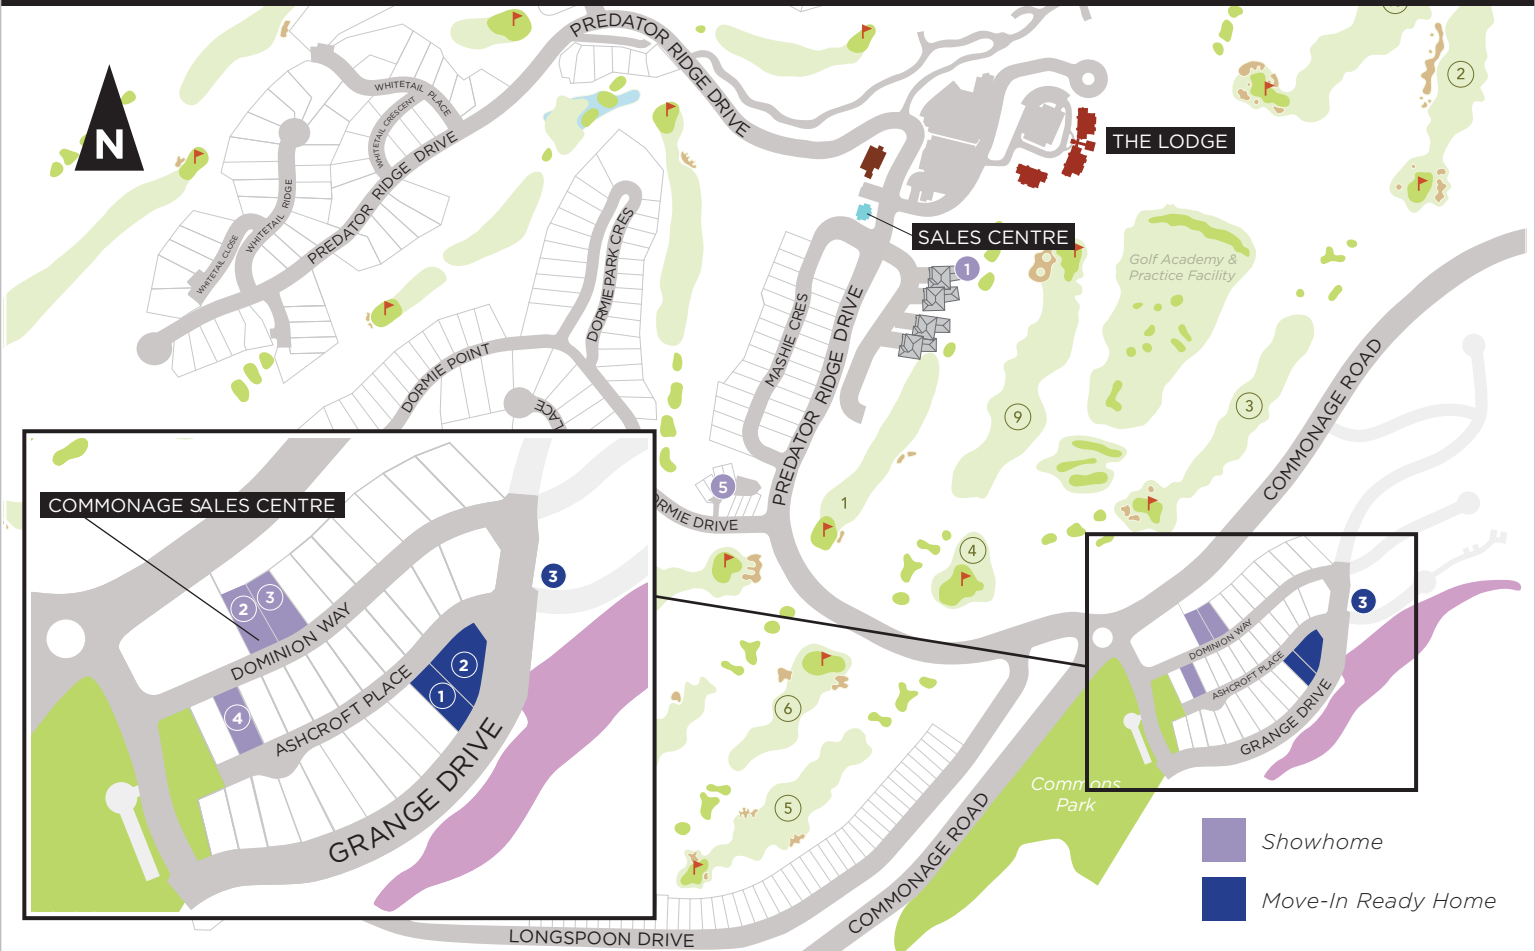 PREDATOR RIDGE DRIVE
2
WHITETAIL PLACE
WHITETAIL CRESCENT
N
THE LODGE
PREDATOR RIDGE DRIVE
WHITETAIL RIDGE
WHITETAIL CLOSE
SALES CENTRE
1
Golf Academy &
Practice Facility
DORMIE PARK CRES
MASHIE CRES
PREDATOR RIDGE DRIVE
DORMIE POINT
COMMONAGE ROAD
3
9
5
1
4
COMMONAGE SALES CENTRE
3
2
3
DOMINION WAY
ASHCROFT PLACE
2
1
4
GRANGE DRIVE
3
DOMINION WAY
ASHCROFT PLACE
GRANGE DRIVE
6
5
Commons
Park
COMMONAGE ROAD
LONGSPOON DRIVE
Showhome
Move-In Ready Home